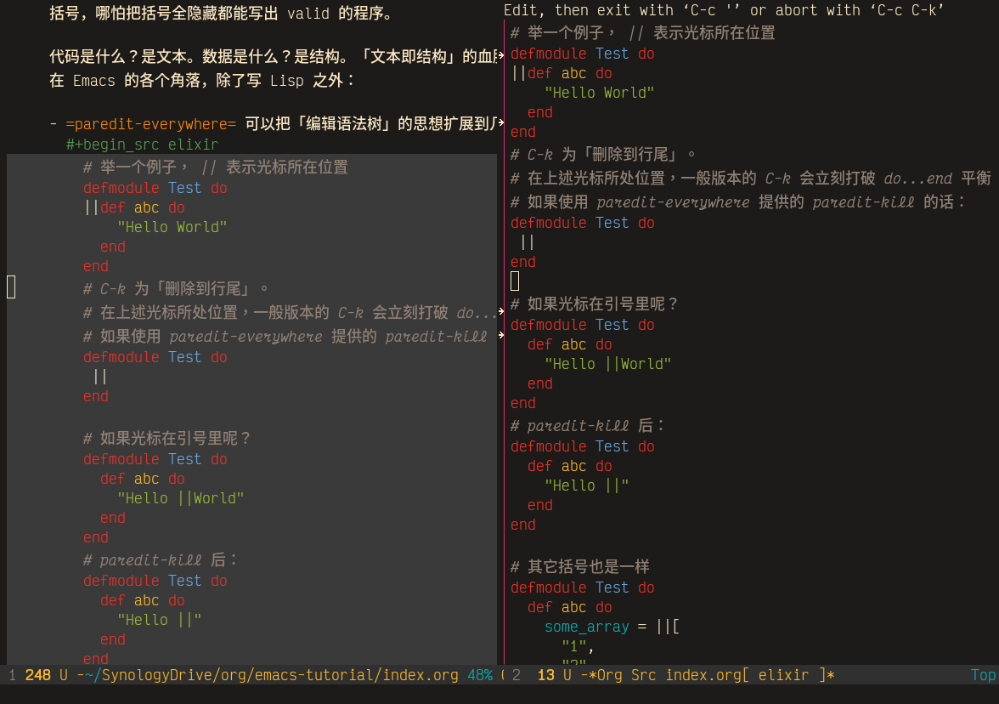 括号，哪怕把括号全隐藏都能写出 valid 的程序。
代码是什么？是文本。数据是什么？是结构。「文本即结构」的血
在 Emacs 的各个角落，除了写 Lisp 之外：
- =paredit-everywhere= 可以把「编辑语法树」的思想扩展到
#+begin_src elixir
# 举一个例子， || 表示光标所在位置
defmodule Test do
||def abc do
"Hello World"
end
end
# C-k 为「删除到行尾」。
# 在上述光标所处位置，一般版本的 C-k 会立刻打破 do...
# 如果使用 paredit-everywhere 提供的 paredit-kill
defmodule Test do
||
end
# 如果光标在引号里呢？
defmodule Test do
def abc do
"Hello ||World"
end
end
# paredit-kill 后：
defmodule Test do
def abc do
"Hello ||"
end
end
1 248 U -~/SynologyDrive/org/emacs-tutorial/index.org 48% (
Edit, then exit with ‘C-c '’ or abort with ‘C-c C-k’
# 举一个例子， || 表示光标所在位置
defmodule Test do
||def abc do
"Hello World"
end
end
# C-k 为「删除到行尾」。
# 在上述光标所处位置，一般版本的 C-k 会立刻打破 do...end 平衡
# 如果使用 paredit-everywhere 提供的 paredit-kill 的话：
defmodule Test do
||
end
# 如果光标在引号里呢？
defmodule Test do
def abc do
"Hello ||World"
end
end
# paredit-kill 后：
defmodule Test do
def abc do
"Hello ||"
end
end
# 其它括号也是一样
defmodule Test do
def abc do
some_array = ||[
"1",
2 13 U -*Org Src index.org[ elixir ]* Top